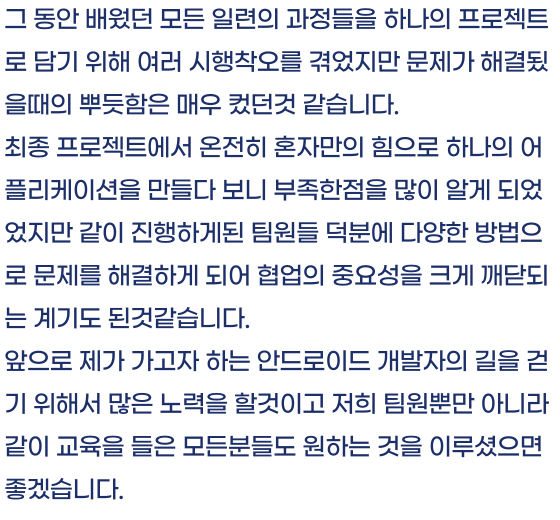 그 동안 배웠던 모든 일련의 과정들을 하나의 프로젝트
로 담기 위해 여러 시행착오를 겪었지만 문제가 해결됬
을때의 뿌듯함은 매우 컸던것 같습니다.
최종 프로젝트에서 온전히 혼자만의 힘으로 하나의 어
플리케이션을 만들다 보니 부족한점을 많이 알게 되었
었지만 같이 진행하게된 팀원들 덕분에 다양한 방법으
로 문제를 해결하게 되어 협업의 중요성을 크게 깨닫되
는 계기도 된것같습니다.
앞으로 제가 가고자 하는 안드로이드 개발자의 길을 걷
기 위해서 많은 노력을 할것이고 저희 팀원뿐만 아니라
같이 교육을 들은 모든분들도 원하는 것을 이루셨으면
좋겠습니다.